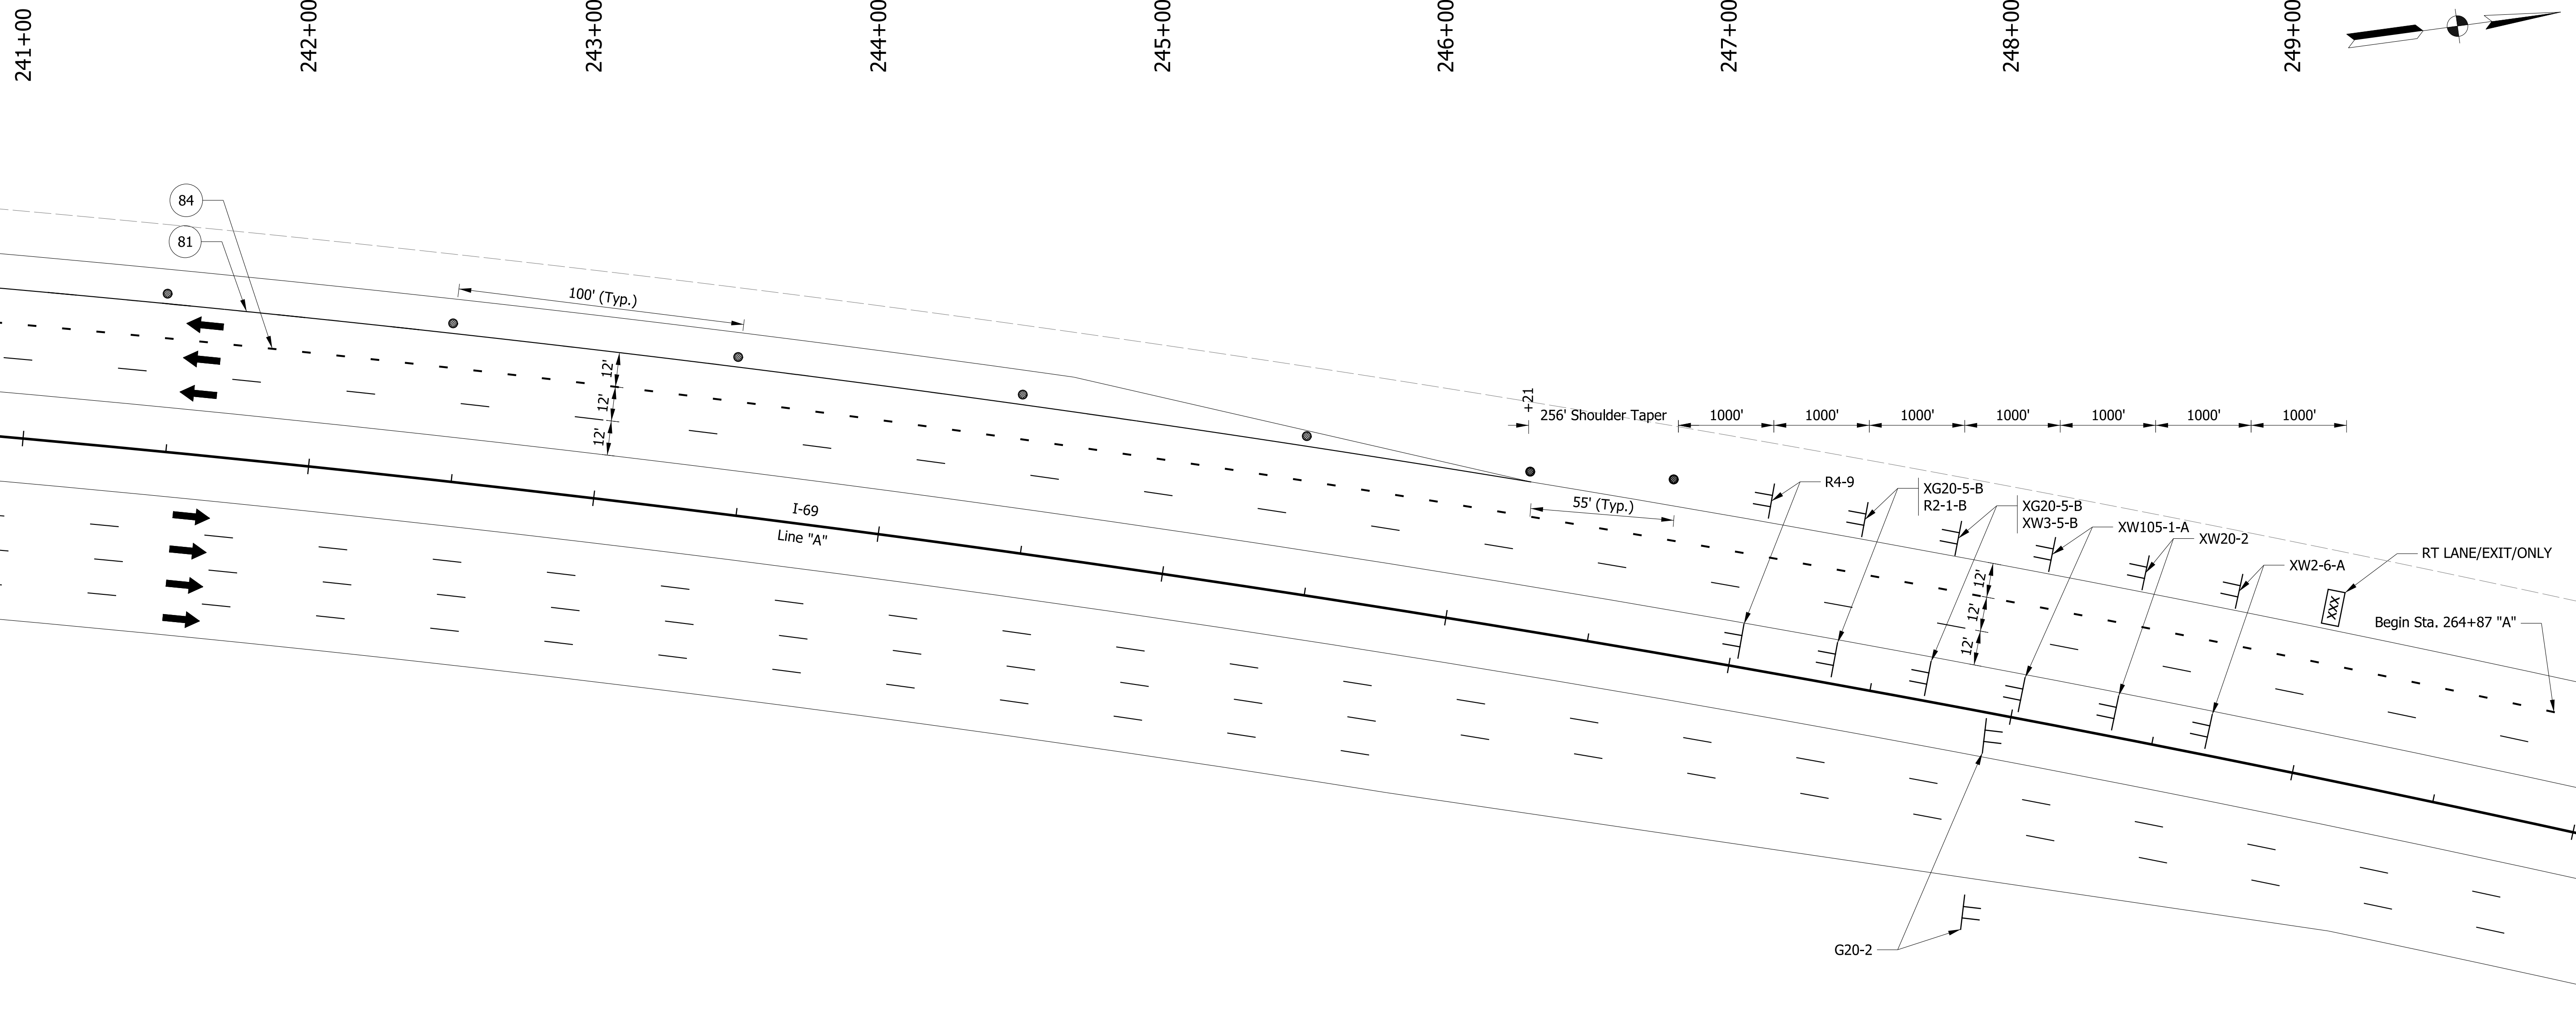 241+00
242+00
243+00
244+00
245+00
246+00
247+00
248+00
249+00
84
81
100' (Typ.)
12'
12'
12'
I-69
Line "A"
+21
256' Shoulder Taper
1000'
1000'
1000'
1000'
1000'
1000'
1000'
55' (Typ.)
R4-9
XG20-5-B
R2-1-B
XG20-5-B
XW3-5-B
XW105-1-A
XW20-2
XW2-6-A
RT LANE/EXIT/ONLY
XXX
Begin Sta. 264+87 "A"
12'
12'
12'
G20-2